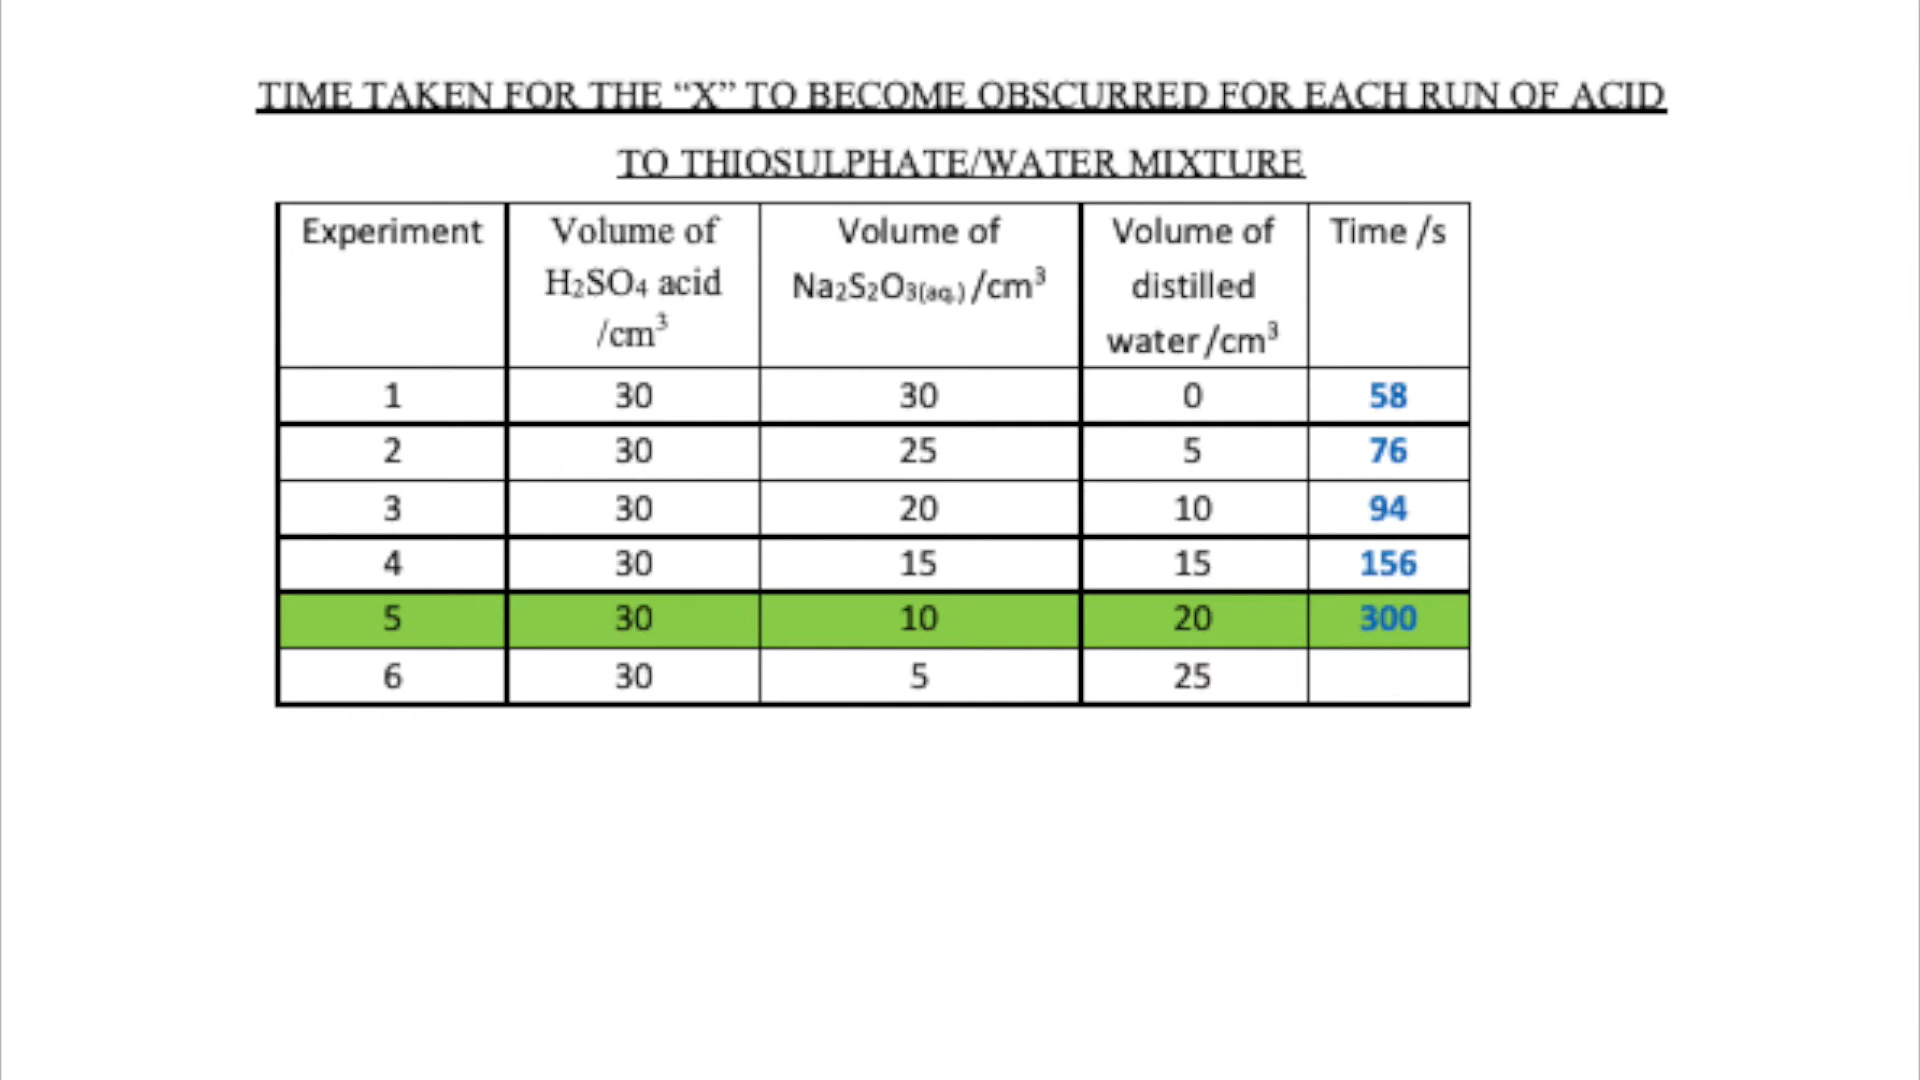 TIME TAKEN FOR THE “X” TO BECOME OBSCURRED FOR EACH RUN OF ACID
TO THIOSULPHATE/WATER MIXTURE
Experiment Volume of H₂SO₄ acid /cm³ Volume of Na₂S₂O₃(aq.) /cm³ Volume of distilled water /cm³ Time /s
1 30 30 0 58
2 30 25 5 76
3 30 20 10 94
4 30 15 15 156
5 30 10 20 300
6 30 5 25